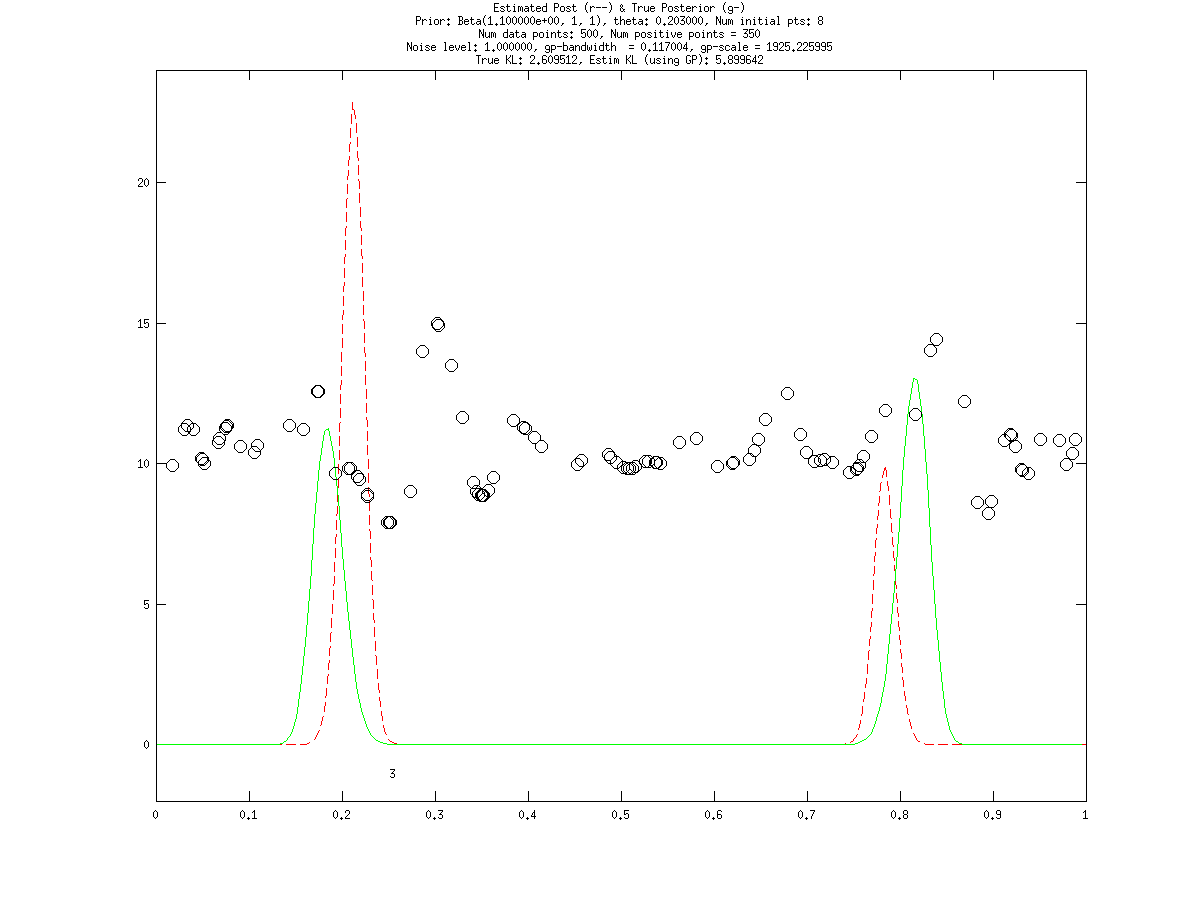 Estimated Post (r--) & True Posterior (g-)
Prior: Beta(1.100000e+00, 1, 1), theta: 0.203000, Num initial pts: 8
Num data points: 500, Num positive points = 350
Noise level: 1.000000, gp-bandwidth  = 0.117004, gp-scale = 1925.225995
True KL: 2.609512, Estim KL (using GP): 5.899642
20
15
10
5
0
3
0 0.1 0.2 0.3 0.4 0.5 0.6 0.7 0.8 0.9 1